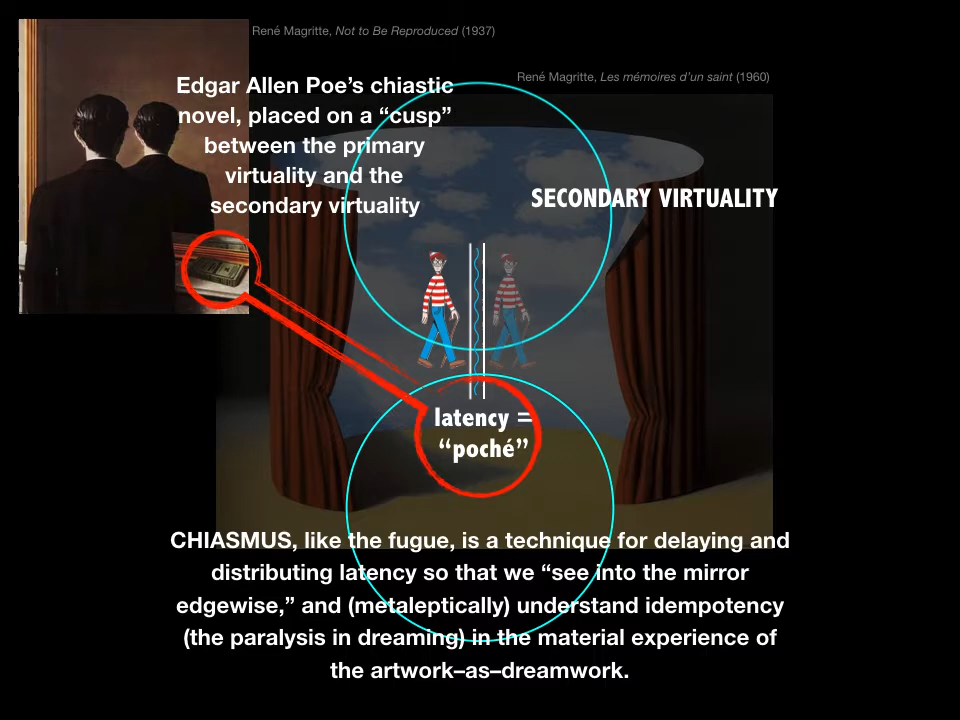 René Magritte, Not to Be Reproduced (1937)
René Magritte, Les mémoires d’un saint (1960)
Edgar Allen Poe’s chiastic
novel, placed on a “cusp”
between the primary
virtuality and the
secondary virtuality
SECONDARY VIRTUALITY
latency =
“poché”
CHIASMUS, like the fugue, is a technique for delaying and
distributing latency so that we “see into the mirror
edgewise,” and (metaleptically) understand idempotency
(the paralysis in dreaming) in the material experience of
the artwork–as–dreamwork.